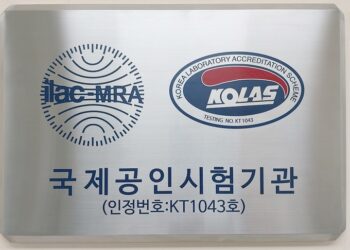 ilac-MRA
KOREA LABORATORY ACCREDITATION SCHEME
KOLAS
TESTING NO. KT1043
국제공인시험기관
(인정번호:KT1043호)